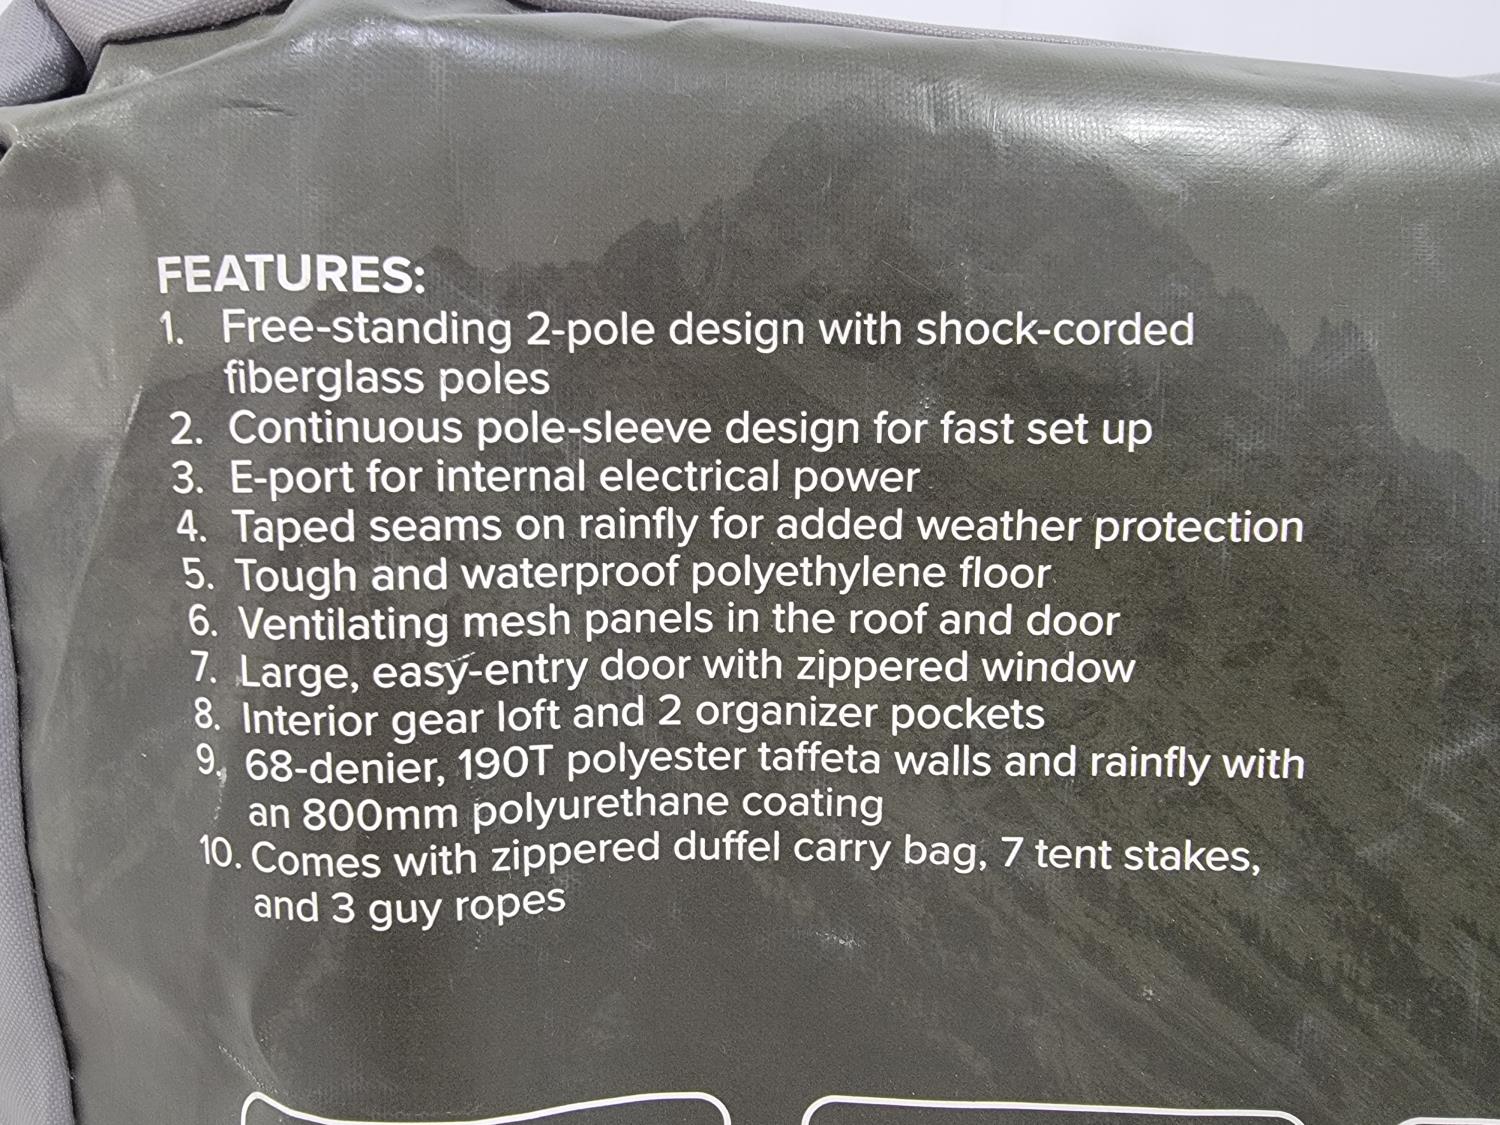 FEATURES:
1. Free-standing 2-pole design with shock-corded
fiberglass poles
2. Continuous pole-sleeve design for fast set up
3. E-port for internal electrical power
4. Taped seams on rainfly for added weather protection
5. Tough and waterproof polyethylene floor
6. Ventilating mesh panels in the roof and door
7. Large, easy-entry door with zippered window
8. Interior gear loft and 2 organizer pockets
9. 68-denier, 190T polyester taffeta walls and rainfly with
an 800mm polyurethane coating
10. Comes with zippered duffel carry bag, 7 tent stakes,
and 3 guy ropes